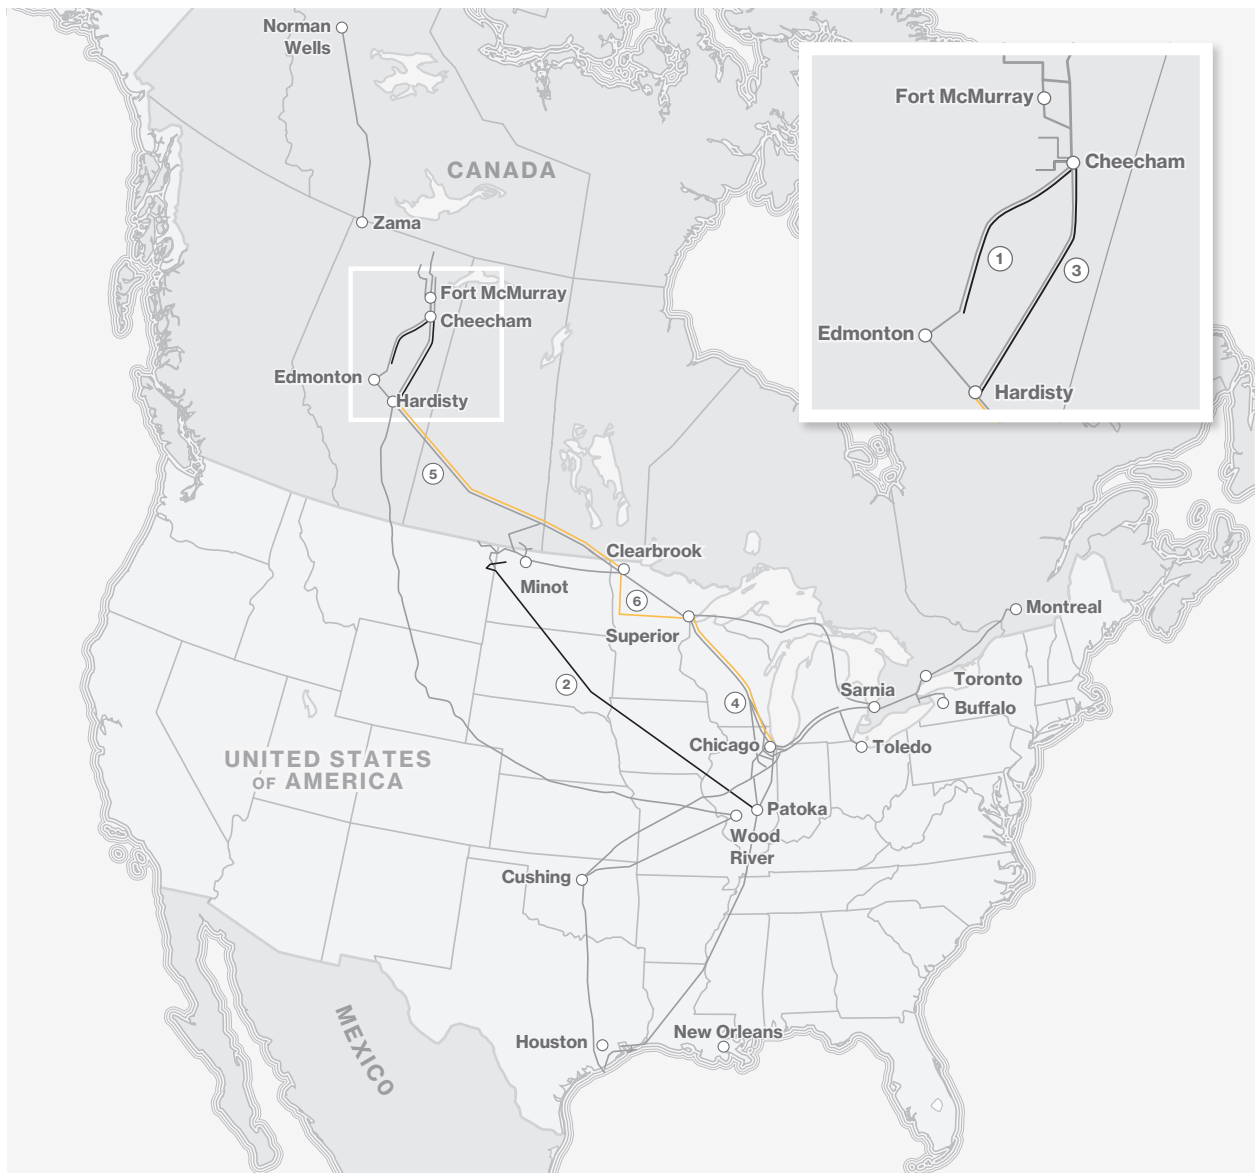 Norman
Wells
CANADA
Zama
Fort McMurray
Cheecham
Edmonton
Hardisty
5
Clearbrook
Minot
6
Superior
Montreal
2
4
Sarnia
Toronto
Buffalo
Chicago
Toledo
UNITED STATES
OF AMERICA
Patoka
Wood
River
Cushing
MEXICO
Houston
New Orleans
Fort McMurray
Cheecham
1
3
Edmonton
Hardisty